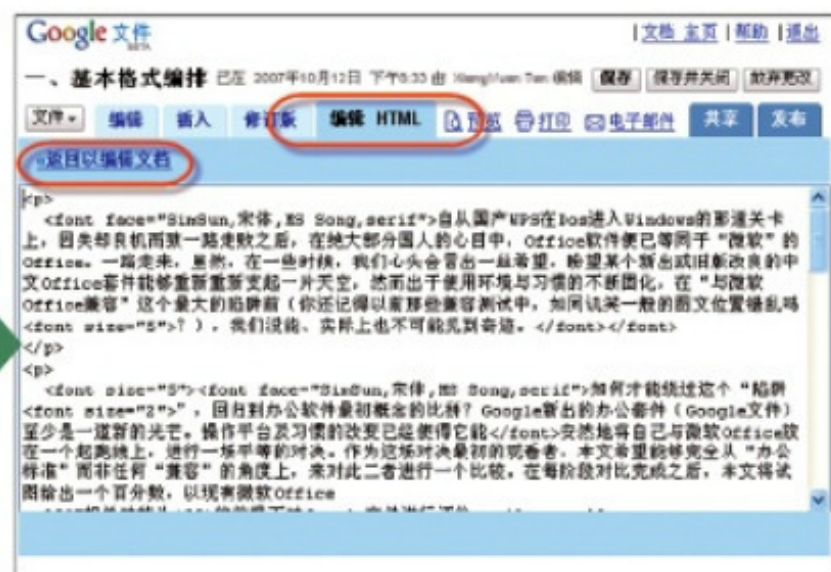 Google 文件
BETA
| 文档 主页 | 帮助 | 退出
一、基本格式编排 已在 2007年10月12日 下午8:33 由 编辑 保存 保存并关闭 放弃更改
文件 编辑 插入 修订版 编辑 HTML 预览 打印 电子邮件 共享 发布
«返回以编辑文档
<p>
<font face="SimSun,宋体,MS Song,serif">自从国产WPS在Dos进入Windows的那道关卡
上，因失却良机而致一路走败之后，在绝大部分国人的心目中，Office软件便已等同于“微软”的
Office。一路走来，虽然，在一些时候，我们心头会冒出一丝希望，盼望某个新出或旧貌改良的中
文Office套件能够重新重新支起一片天空，然而出于使用环境与习惯的不断固化，在“与微软
Office兼容”这个最大的陷阱前（你还记得以前那些兼容测试中，如同玩笑一般的图文位置错乱吗
<font size="5">？），我们没能、实际上也不可能见到奇迹。</font></font>
</p>
<p>
<font size="5"><font face="SimSun,宋体,MS Song,serif">如何才能绕过这个“陷阱
<font size="2">”，回归到办公软件最初概念的比拼？Google新出的办公套件（Google文件）
至少是一道新的光芒。操作平台及习惯的改变已经使得它能</font>安然地将自己与微软Office放
在一个起跑线上，进行一场平等的对决。作为这场对决最初的观看者，本文希望能够完全从“办公
标准”而非任何“兼容”的角度上，来对此二者进行一个比较，在每阶段对比完成之后，本文将试
图给出一个百分数，以现有微软Office